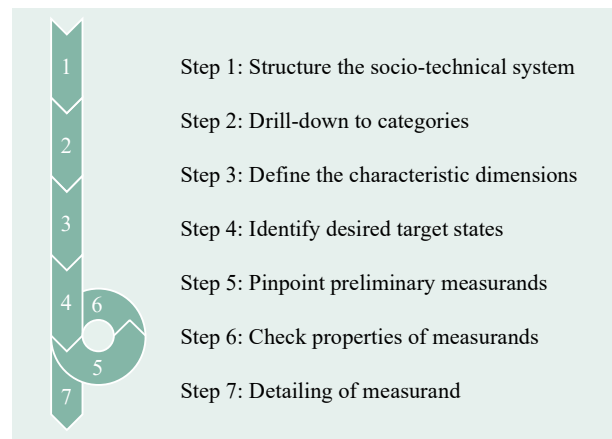 1
2
3
4
6
5
7
Step 1: Structure the socio-technical system
Step 2: Drill-down to categories
Step 3: Define the characteristic dimensions
Step 4: Identify desired target states
Step 5: Pinpoint preliminary measurands
Step 6: Check properties of measurands
Step 7: Detailing of measurand